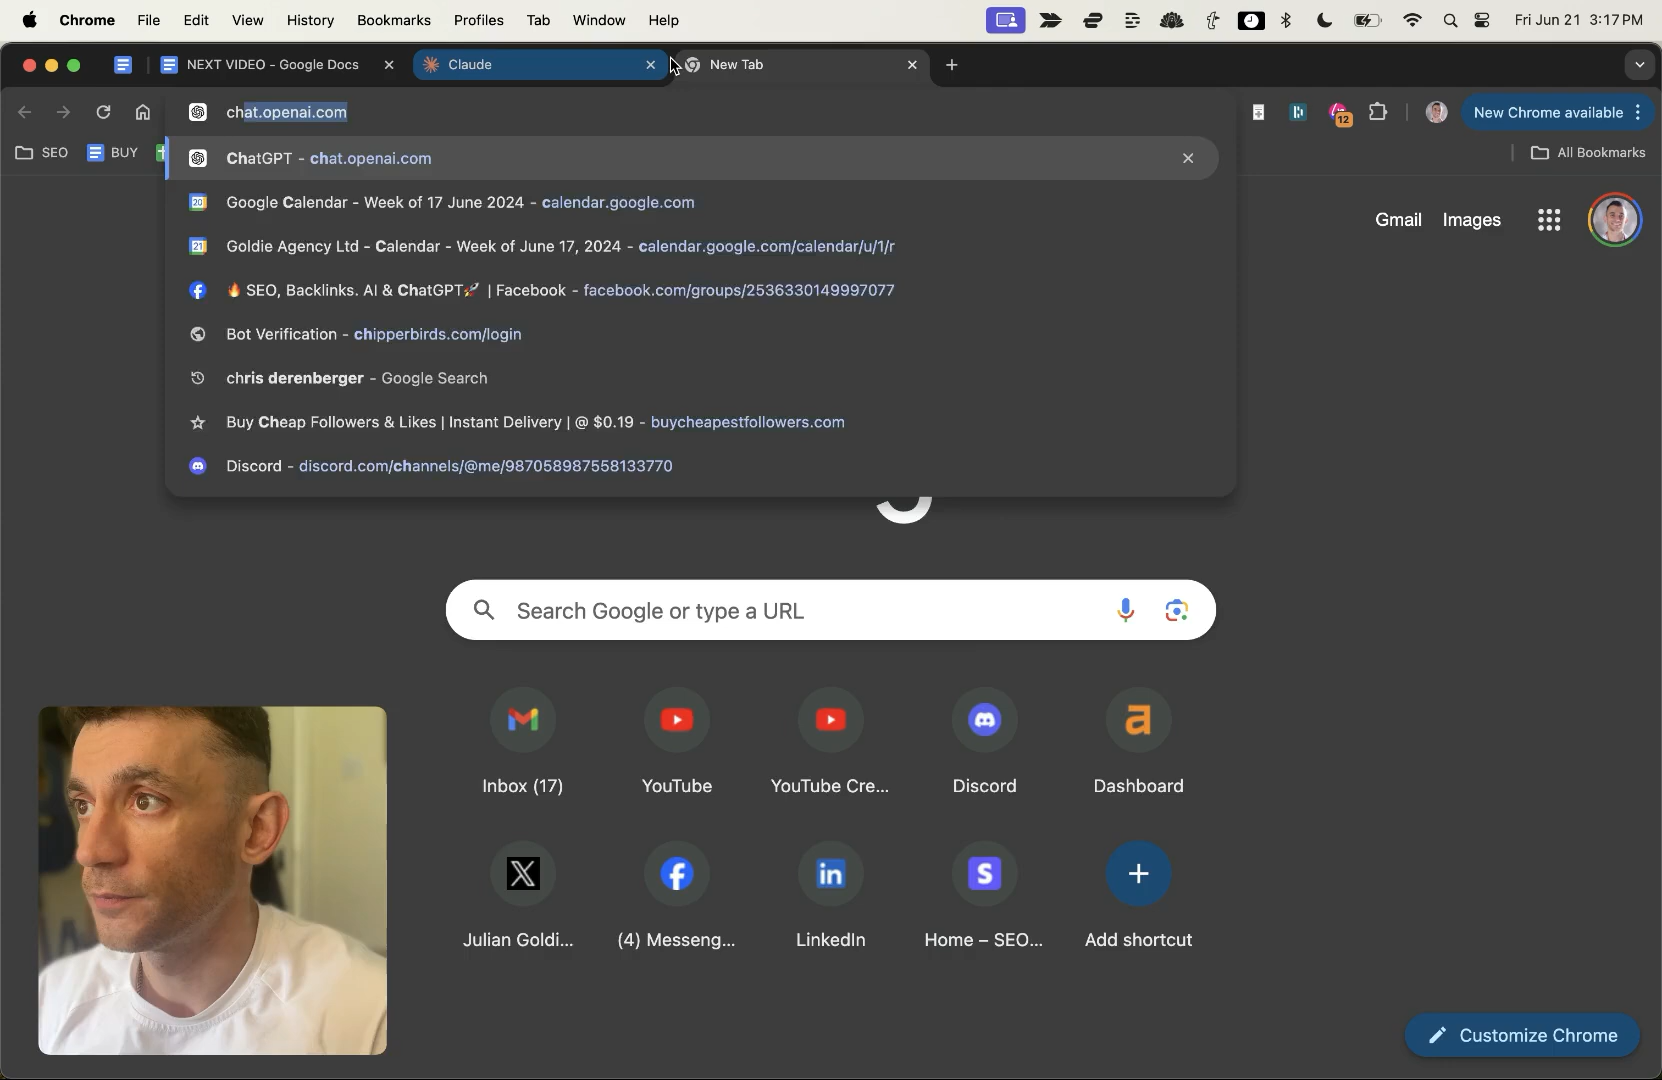 Chrome File Edit View History Bookmarks Profiles Tab Window Help Fri Jun 21 3:17 PM
NEXT VIDEO - Google Docs
Claude
New Tab
chat.openai.com
12
New Chrome available
SEO
BUY
All Bookmarks
ChatGPT - chat.openai.com
Google Calendar - Week of 17 June 2024 - calendar.google.com
Goldie Agency Ltd - Calendar - Week of June 17, 2024 - calendar.google.com/calendar/u/1/r
🔥 SEO, Backlinks. AI & ChatGPT🚀 | Facebook - facebook.com/groups/2536330149997077
Bot Verification - chipperbirds.com/login
chris derenberger - Google Search
Buy Cheap Followers & Likes | Instant Delivery | @ $0.19 - buycheapestfollowers.com
Discord - discord.com/channels/@me/987058987558133770
Gmail Images
Search Google or type a URL
Inbox (17)
YouTube
YouTube Cre...
Discord
Dashboard
Julian Goldi...
(4) Messeng...
LinkedIn
Home – SEO...
Add shortcut
Customize Chrome